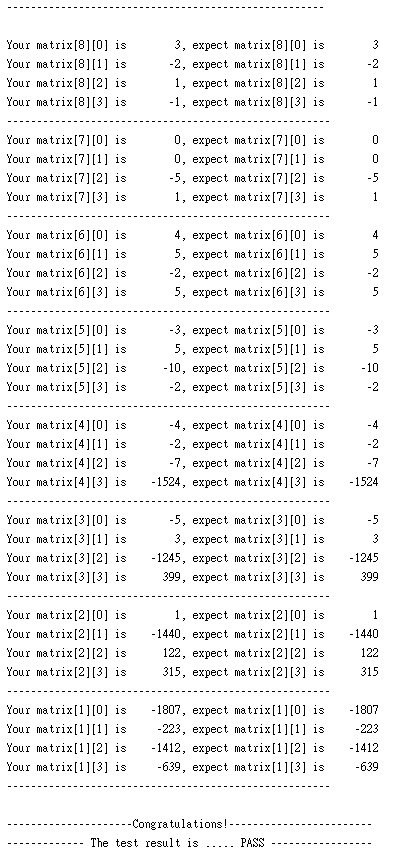 ------------------------------------------------------
Your matrix[8][0] is       3, expect matrix[8][0] is       3
Your matrix[8][1] is      -2, expect matrix[8][1] is      -2
Your matrix[8][2] is       1, expect matrix[8][2] is       1
Your matrix[8][3] is      -1, expect matrix[8][3] is      -1
-------------------------------------------------------
Your matrix[7][0] is       0, expect matrix[7][0] is       0
Your matrix[7][1] is       0, expect matrix[7][1] is       0
Your matrix[7][2] is      -5, expect matrix[7][2] is      -5
Your matrix[7][3] is       1, expect matrix[7][3] is       1
-------------------------------------------------------
Your matrix[6][0] is       4, expect matrix[6][0] is       4
Your matrix[6][1] is       5, expect matrix[6][1] is       5
Your matrix[6][2] is      -2, expect matrix[6][2] is      -2
Your matrix[6][3] is       5, expect matrix[6][3] is       5
-------------------------------------------------------
Your matrix[5][0] is      -3, expect matrix[5][0] is      -3
Your matrix[5][1] is       5, expect matrix[5][1] is       5
Your matrix[5][2] is     -10, expect matrix[5][2] is     -10
Your matrix[5][3] is      -2, expect matrix[5][3] is      -2
-------------------------------------------------------
Your matrix[4][0] is      -4, expect matrix[4][0] is      -4
Your matrix[4][1] is      -2, expect matrix[4][1] is      -2
Your matrix[4][2] is      -7, expect matrix[4][2] is      -7
Your matrix[4][3] is   -1524, expect matrix[4][3] is   -1524
-------------------------------------------------------
Your matrix[3][0] is      -5, expect matrix[3][0] is      -5
Your matrix[3][1] is       3, expect matrix[3][1] is       3
Your matrix[3][2] is   -1245, expect matrix[3][2] is   -1245
Your matrix[3][3] is     399, expect matrix[3][3] is     399
-------------------------------------------------------
Your matrix[2][0] is       1, expect matrix[2][0] is       1
Your matrix[2][1] is   -1440, expect matrix[2][1] is   -1440
Your matrix[2][2] is     122, expect matrix[2][2] is     122
Your matrix[2][3] is     315, expect matrix[2][3] is     315
-------------------------------------------------------
Your matrix[1][0] is   -1807, expect matrix[1][0] is   -1807
Your matrix[1][1] is    -223, expect matrix[1][1] is    -223
Your matrix[1][2] is   -1412, expect matrix[1][2] is   -1412
Your matrix[1][3] is    -639, expect matrix[1][3] is    -639
-------------------------------------------------------
---------------------Congratulations!------------------------
------------- The test result is ..... PASS -----------------